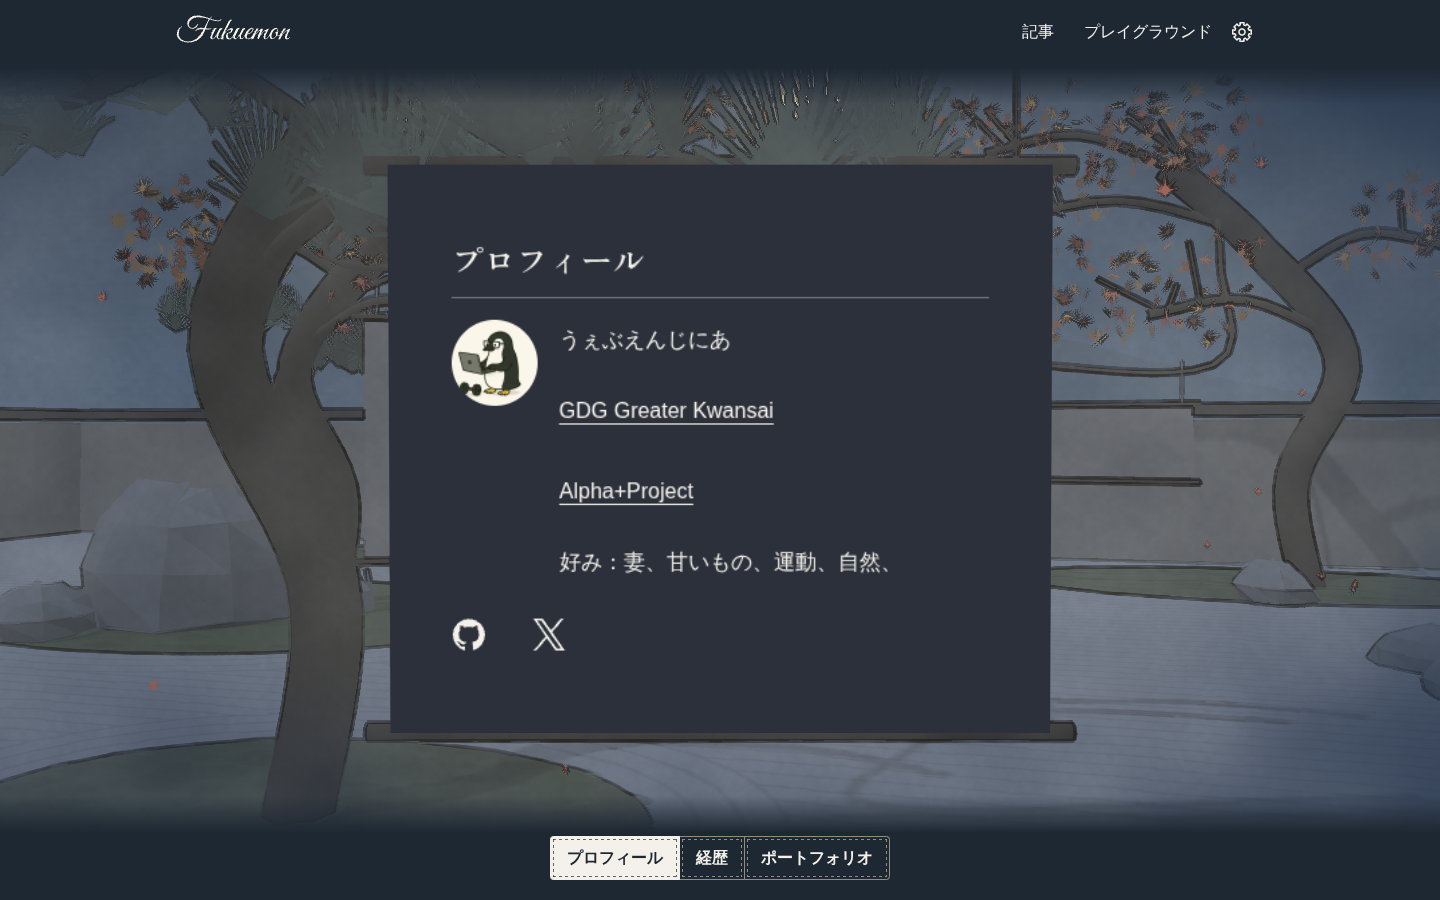 Fukuemon
記事
プレイグラウンド
プロフィール
うぇぶえんじにあ
GDG Greater Kwansai
Alpha+Project
好み：妻、甘いもの、運動、自然、
プロフィール
経歴
ポートフォリオ